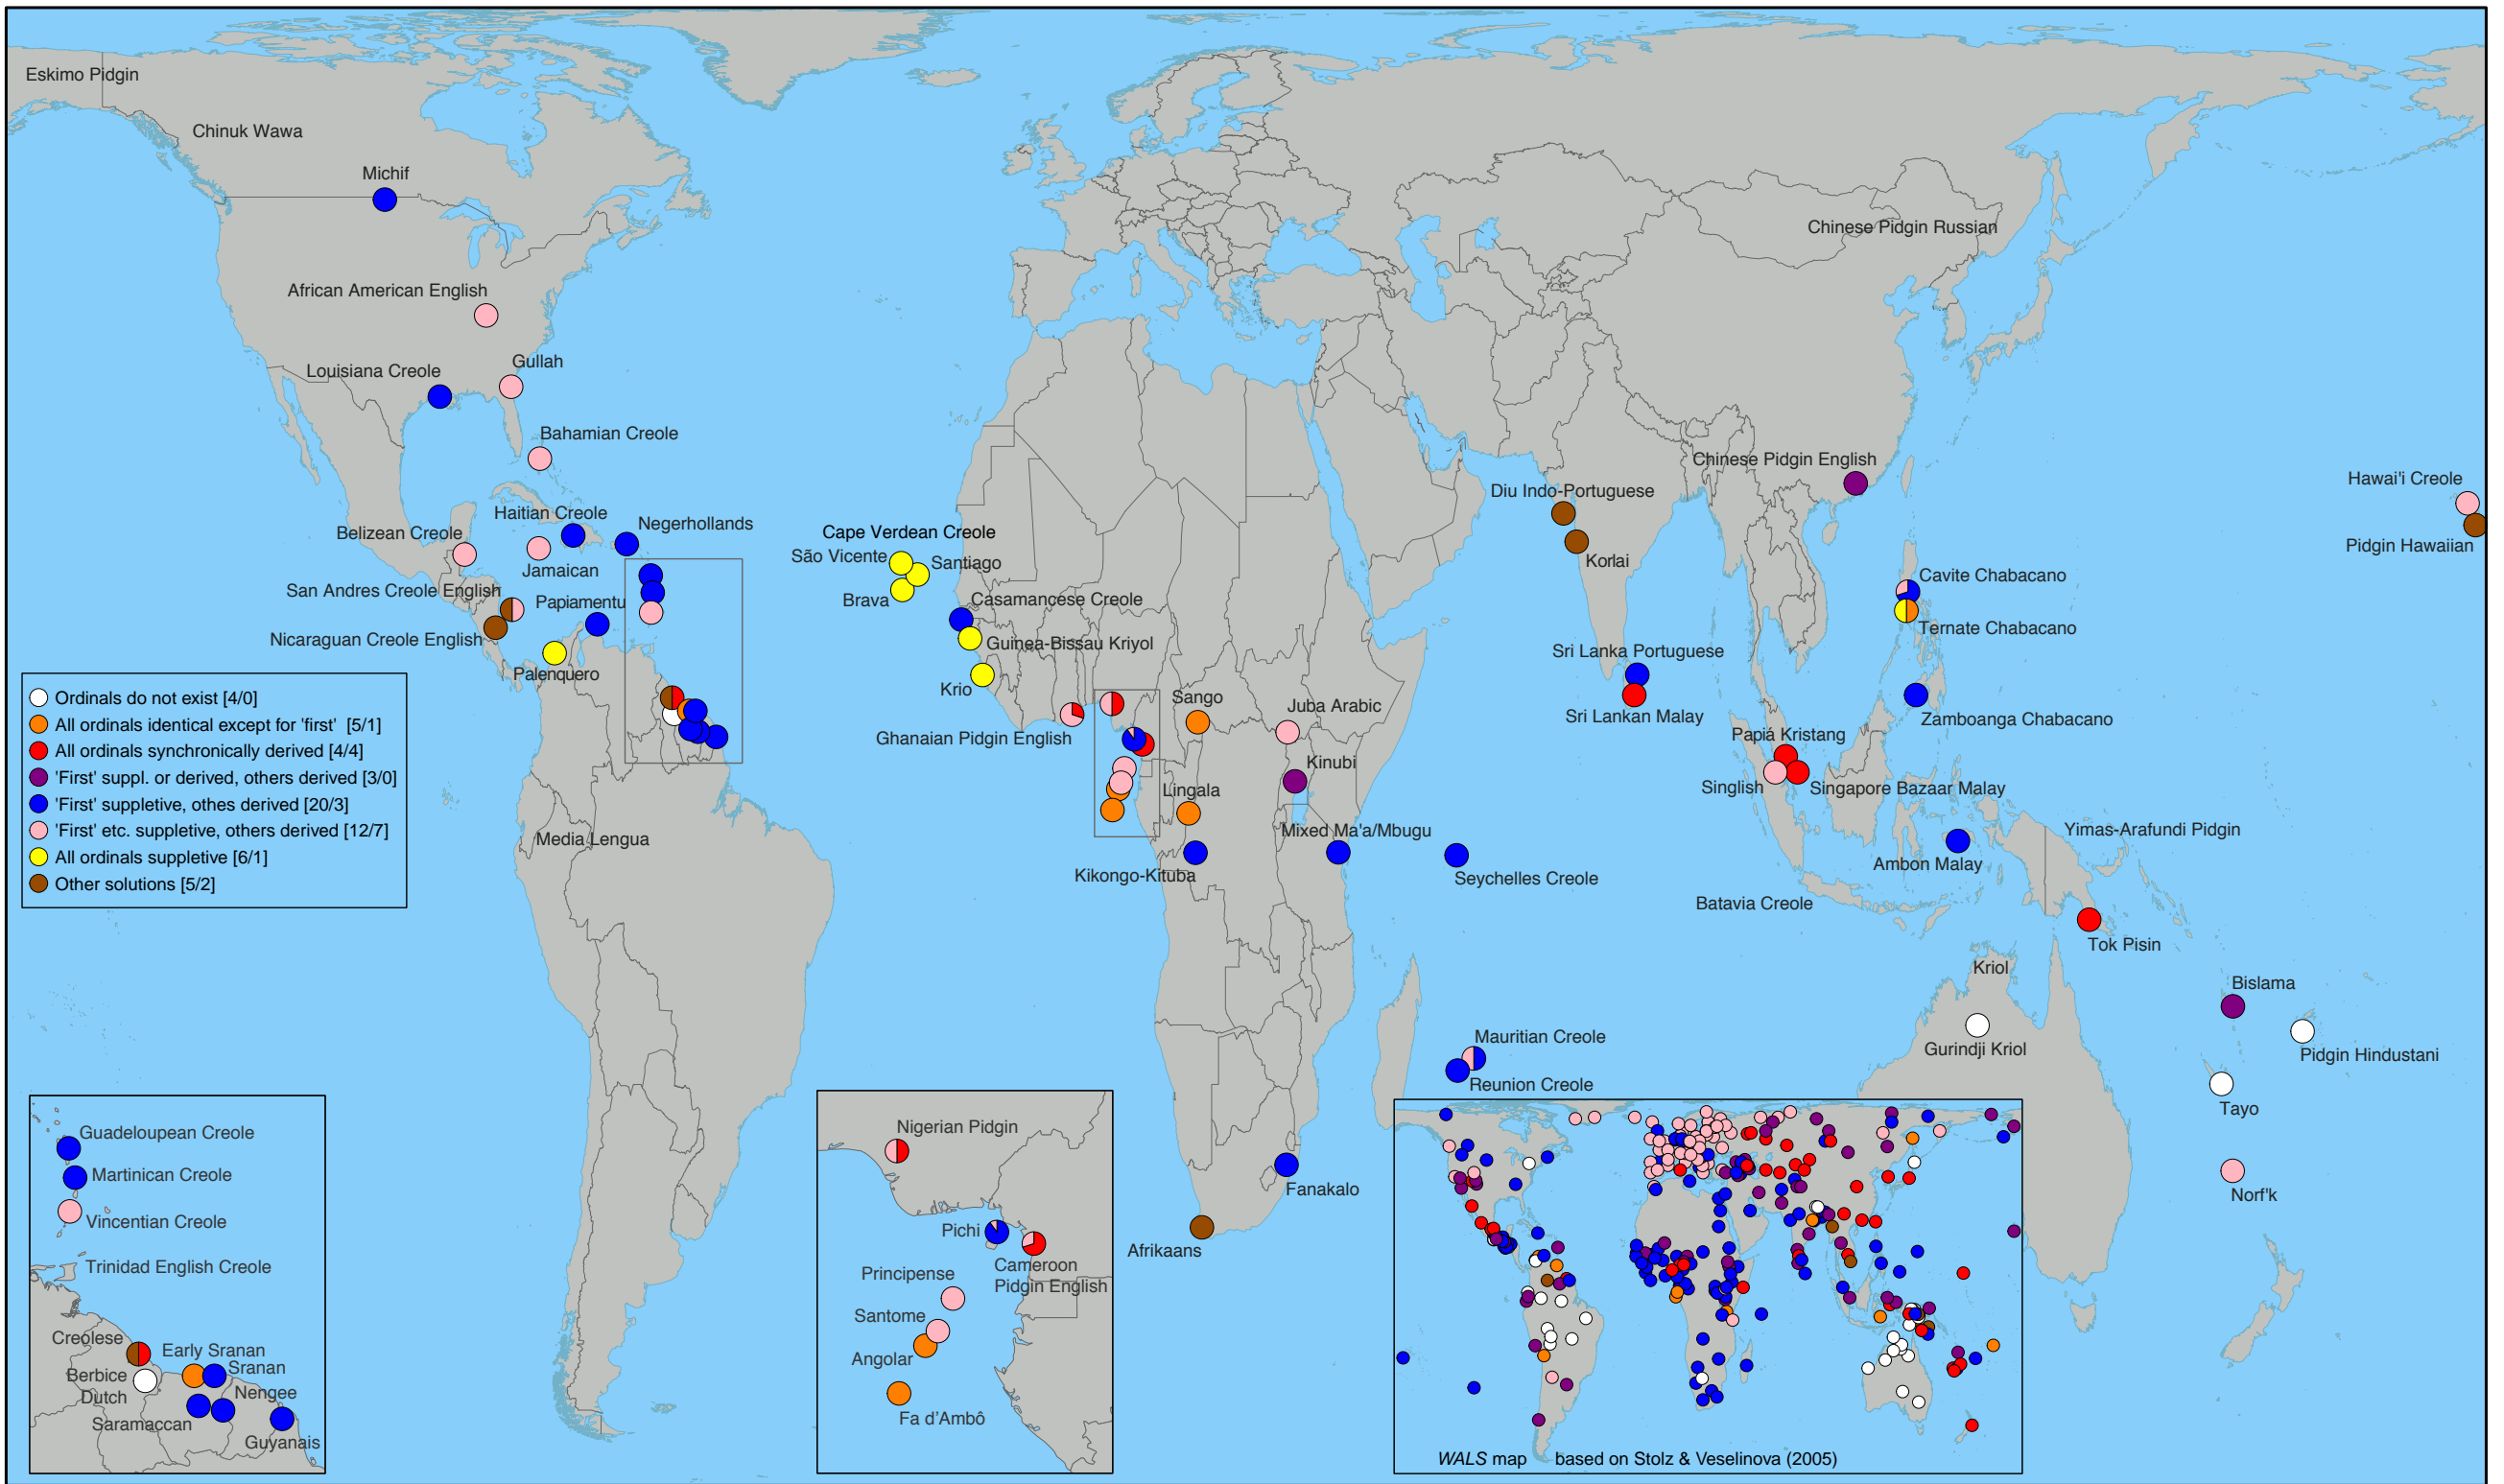 Eskimo Pidgin
Chinuk Wawa
Michif
African American English
Gullah
Louisiana Creole
Bahamian Creole
Haitian Creole
Negerhollands
Belizean Creole
Jamaican
San Andres Creole English
Papiamentu
Nicaraguan Creole English
Palenquero
Media Lengua
Cape Verdean Creole
São Vicente
Santiago
Brava
Casamancese Creole
Guinea-Bissau Kriyol
Krio
Ghanaian Pidgin English
Sango
Juba Arabic
Kinubi
Lingala
Mixed Ma'a/Mbugu
Kikongo-Kituba
Seychelles Creole
Mauritian Creole
Reunion Creole
Fanakalo
Afrikaans
Chinese Pidgin Russian
Chinese Pidgin English
Diu Indo-Portuguese
Korlai
Hawai'i Creole
Pidgin Hawaiian
Cavite Chabacano
Ternate Chabacano
Sri Lanka Portuguese
Sri Lankan Malay
Zamboanga Chabacano
Papiá Kristang
Singlish
Singapore Bazaar Malay
Yimas-Arafundi Pidgin
Ambon Malay
Batavia Creole
Tok Pisin
Kriol
Gurindji Kriol
Bislama
Pidgin Hindustani
Tayo
Norf'k
Ordinals do not exist [4/0]
All ordinals identical except for 'first' [5/1]
All ordinals synchronically derived [4/4]
'First' suppl. or derived, others derived [3/0]
'First' suppletive, othes derived [20/3]
'First' etc. suppletive, others derived [12/7]
All ordinals suppletive [6/1]
Other solutions [5/2]
Guadeloupean Creole
Martinican Creole
Vincentian Creole
Trinidad English Creole
Creolese
Early Sranan
Sranan
Berbice
Dutch
Nengee
Saramaccan
Guyanais
Nigerian Pidgin
Pichi
Cameroon
Pidgin English
Principense
Santome
Angolar
Fa d'Ambô
WALS map based on Stolz & Veselinova (2005)